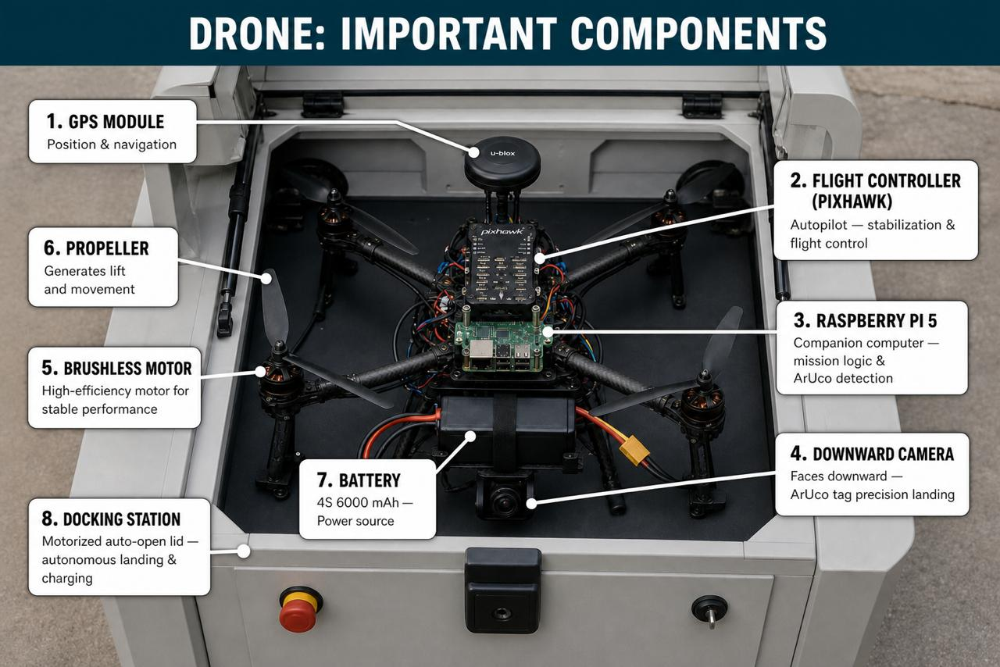 DRONE: IMPORTANT COMPONENTS
1. GPS MODULE
Position & navigation
u-blox
2. FLIGHT CONTROLLER
(PIXHAWK)
Autopilot — stabilization &
flight control
pixhawk
6. PROPELLER
Generates lift
and movement
3. RASPBERRY PI 5
Companion computer —
mission logic &
ArUco detection
5. BRUSHLESS MOTOR
High-efficiency motor for
stable performance
4. DOWNWARD CAMERA
Faces downward —
ArUco tag precision landing
7. BATTERY
4S 6000 mAh —
Power source
8. DOCKING STATION
Motorized auto-open lid —
autonomous landing &
charging